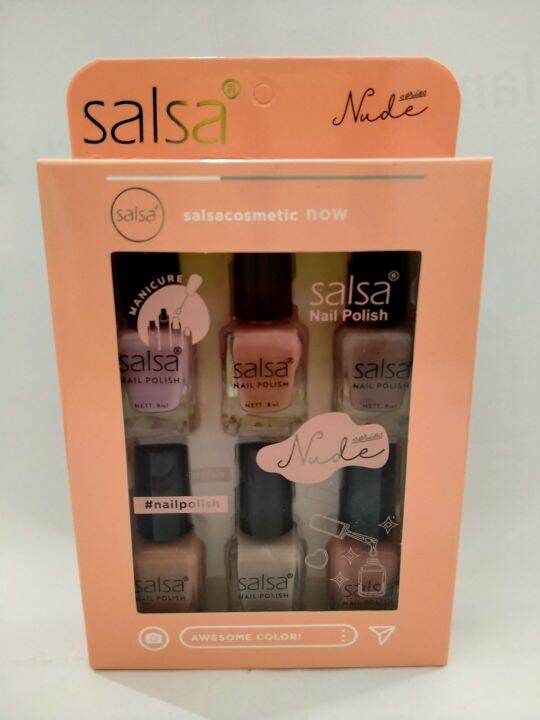 salsa®
Nude series
salsa®
salsacosmetic now
MANICURE
salsa®
Nail Polish
salsa®
NAIL POLISH
NETT. 8ml
salsa®
NAIL POLISH
NETT. 8ml
salsa®
NAIL POLISH
NETT. 8ml
Nude series
#nailpolish
salsa®
NAIL POLISH
salsa®
NAIL POLISH
salsa®
NAIL POLISH
AWESOME COLOR!